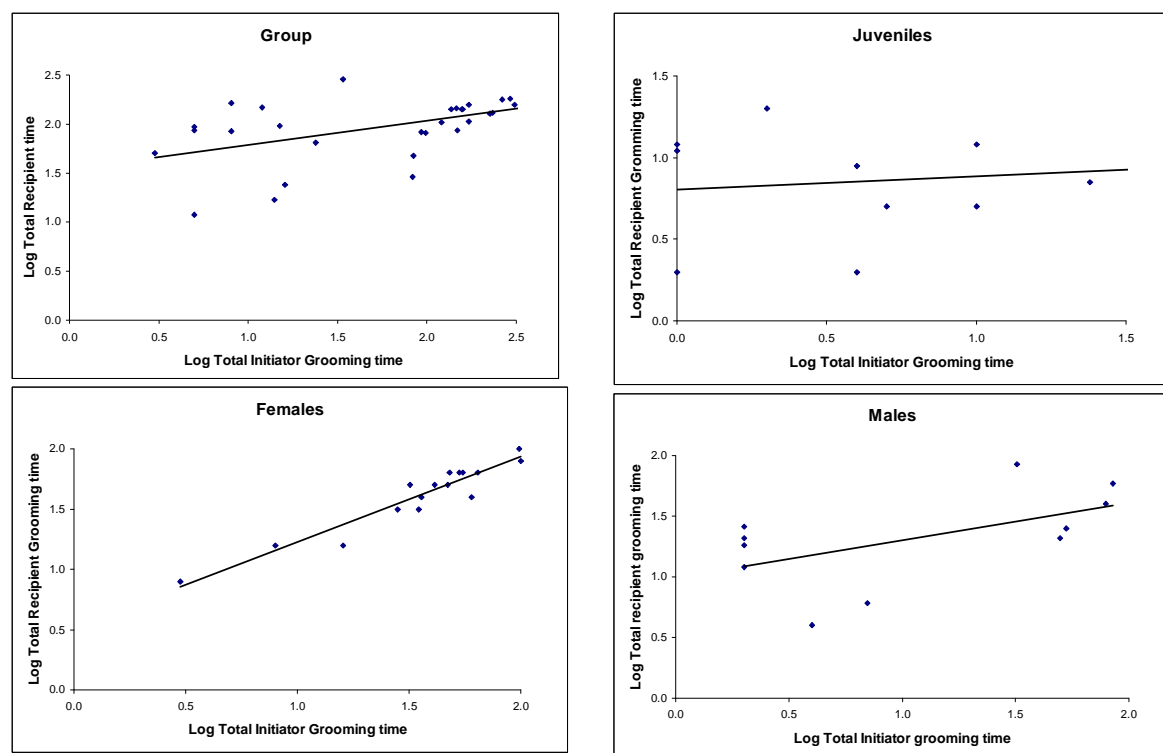 Group
Log Total Recipient time
2.5
2.0
1.5
1.0
0.5
0.0
0.0 0.5 1.0 1.5 2.0 2.5
Log Total Initiator Grooming time
Juveniles
Log Total Recipient Gromming time
1.5
1.0
0.5
0.0
0.0 0.5 1.0 1.5
Log Total Initiator Grooming time
Females
Log Total Recipient Grooming time
2.0
1.5
1.0
0.5
0.0
0.0 0.5 1.0 1.5 2.0
Log Total Initiator Grooming time
Males
Log Total recipient grooming time
2.0
1.5
1.0
0.5
0.0
0.0 0.5 1.0 1.5 2.0
Log Total Initiator grooming time